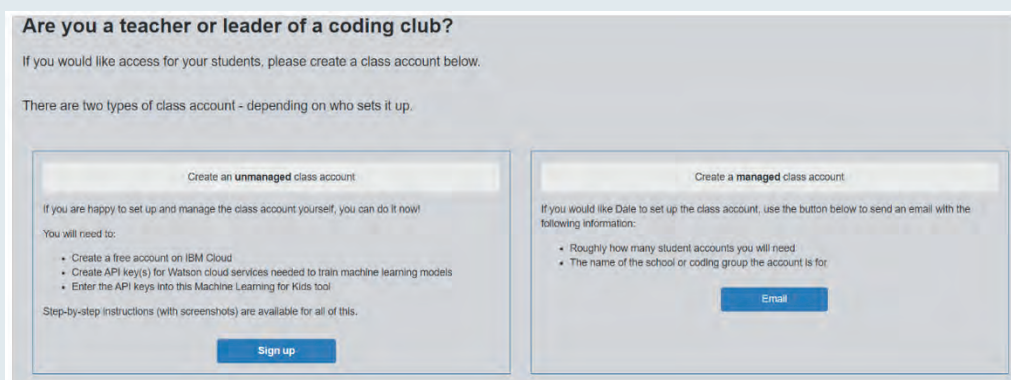 Are you a teacher or leader of a coding club?
If you would like access for your students, please create a class account below.
There are two types of class account - depending on who sets it up.
Create an unmanaged class account
If you are happy to set up and manage the class account yourself, you can do it now!
You will need to:
• Create a free account on IBM Cloud
• Create API key(s) for Watson cloud services needed to train machine learning models
• Enter the API keys into this Machine Learning for Kids tool
Step-by-step instructions (with screenshots) are available for all of this.
Sign up
Create a managed class account
If you would like Dale to set up the class account, use the button below to send an email with the
following information:
• Roughly how many student accounts you will need
• The name of the school or coding group the account is for
Email